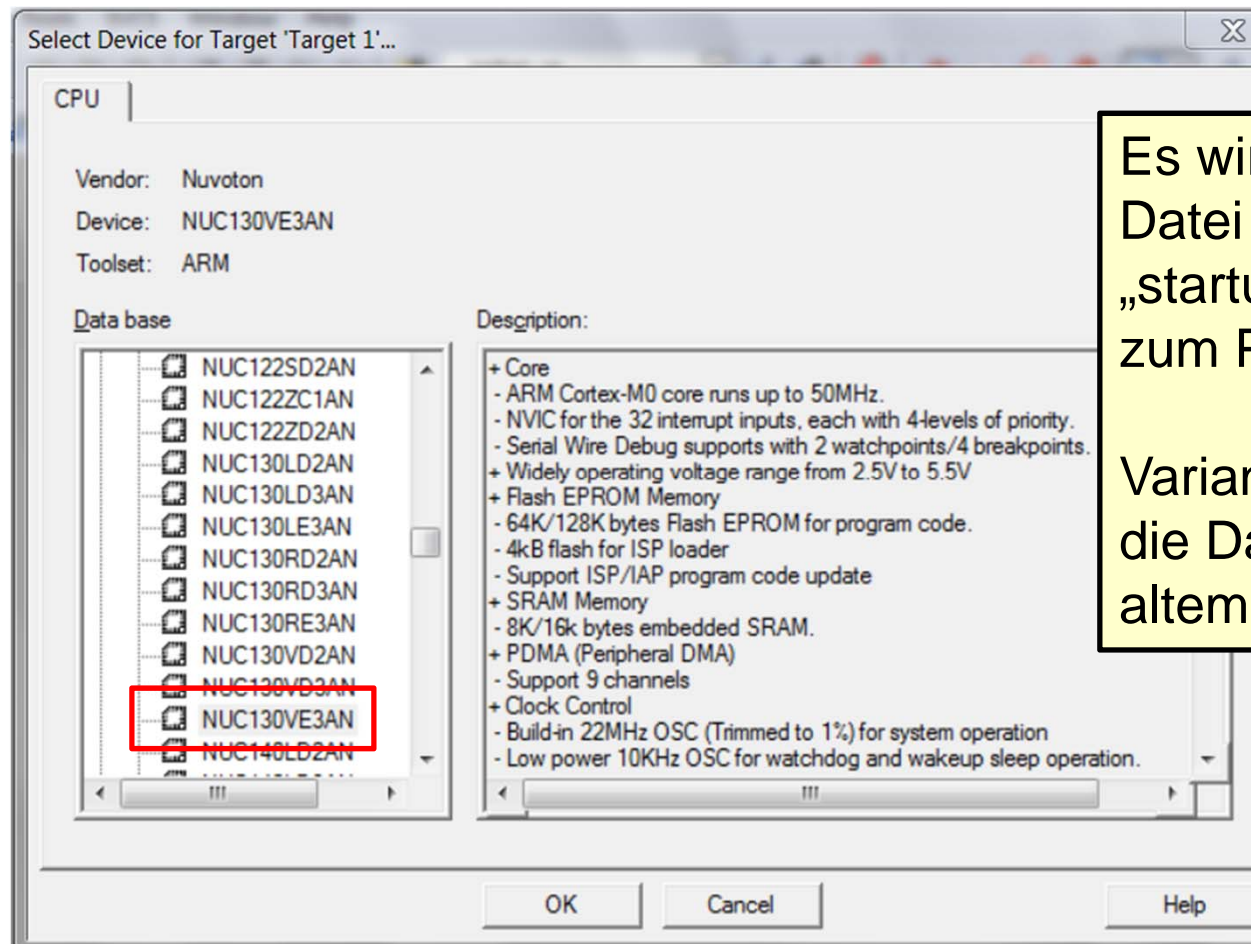 Select Device for Target 'Target 1'...
CPU
Vendor: Nuvoton
Device: NUC130VE3AN
Toolset: ARM
Data base
NUC122SD2AN
NUC122ZC1AN
NUC122ZD2AN
NUC130LD2AN
NUC130LD3AN
NUC130LE3AN
NUC130RD2AN
NUC130RD3AN
NUC130RE3AN
NUC130VD2AN
NUC130VD3AN
NUC130VE3AN
NUC140LD2AN
Description:
+ Core
- ARM Cortex-M0 core runs up to 50MHz.
- NVIC for the 32 interrupt inputs, each with 4-levels of priority.
- Serial Wire Debug supports with 2 watchpoints/4 breakpoints.
+ Widely operating voltage range from 2.5V to 5.5V
+ Flash EPROM Memory
- 64K/128K bytes Flash EPROM for program code.
- 4kB flash for ISP loader
- Support ISP/IAP program code update
+ SRAM Memory
- 8K/16k bytes embedded SRAM.
+ PDMA (Peripheral DMA)
- Support 9 channels
+ Clock Control
- Build-in 22MHz OSC (Trimmed to 1%) for system operation
- Low power 10KHz OSC for watchdog and wakeup sleep operation.
Es
Datei
zum
die
altem
OK Cancel Help